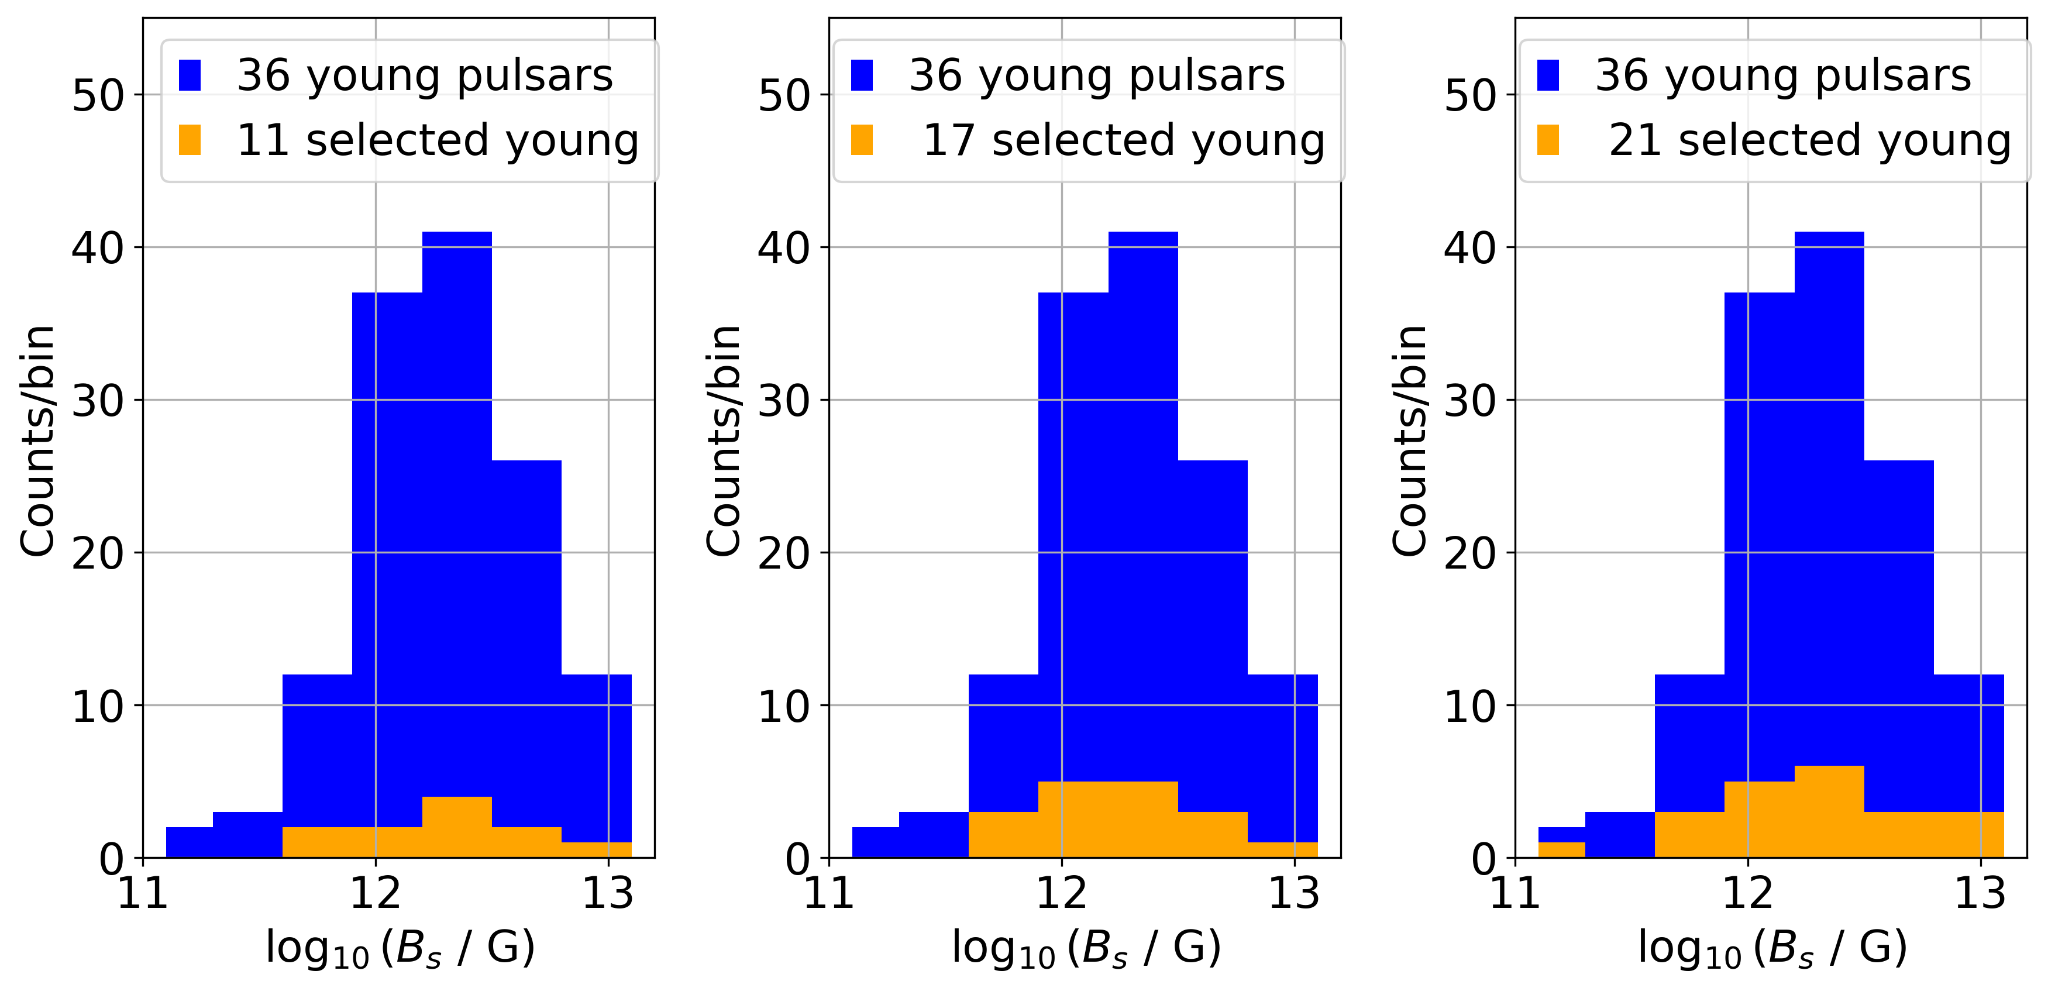 36 young pulsars
11 selected young
50
40
30
20
10
0
Counts/bin
11 12 13
log10 (Bs / G)
36 young pulsars
17 selected young
50
40
30
20
10
0
Counts/bin
11 12 13
log10 (Bs / G)
36 young pulsars
21 selected young
50
40
30
20
10
0
Counts/bin
11 12 13
log10 (Bs / G)